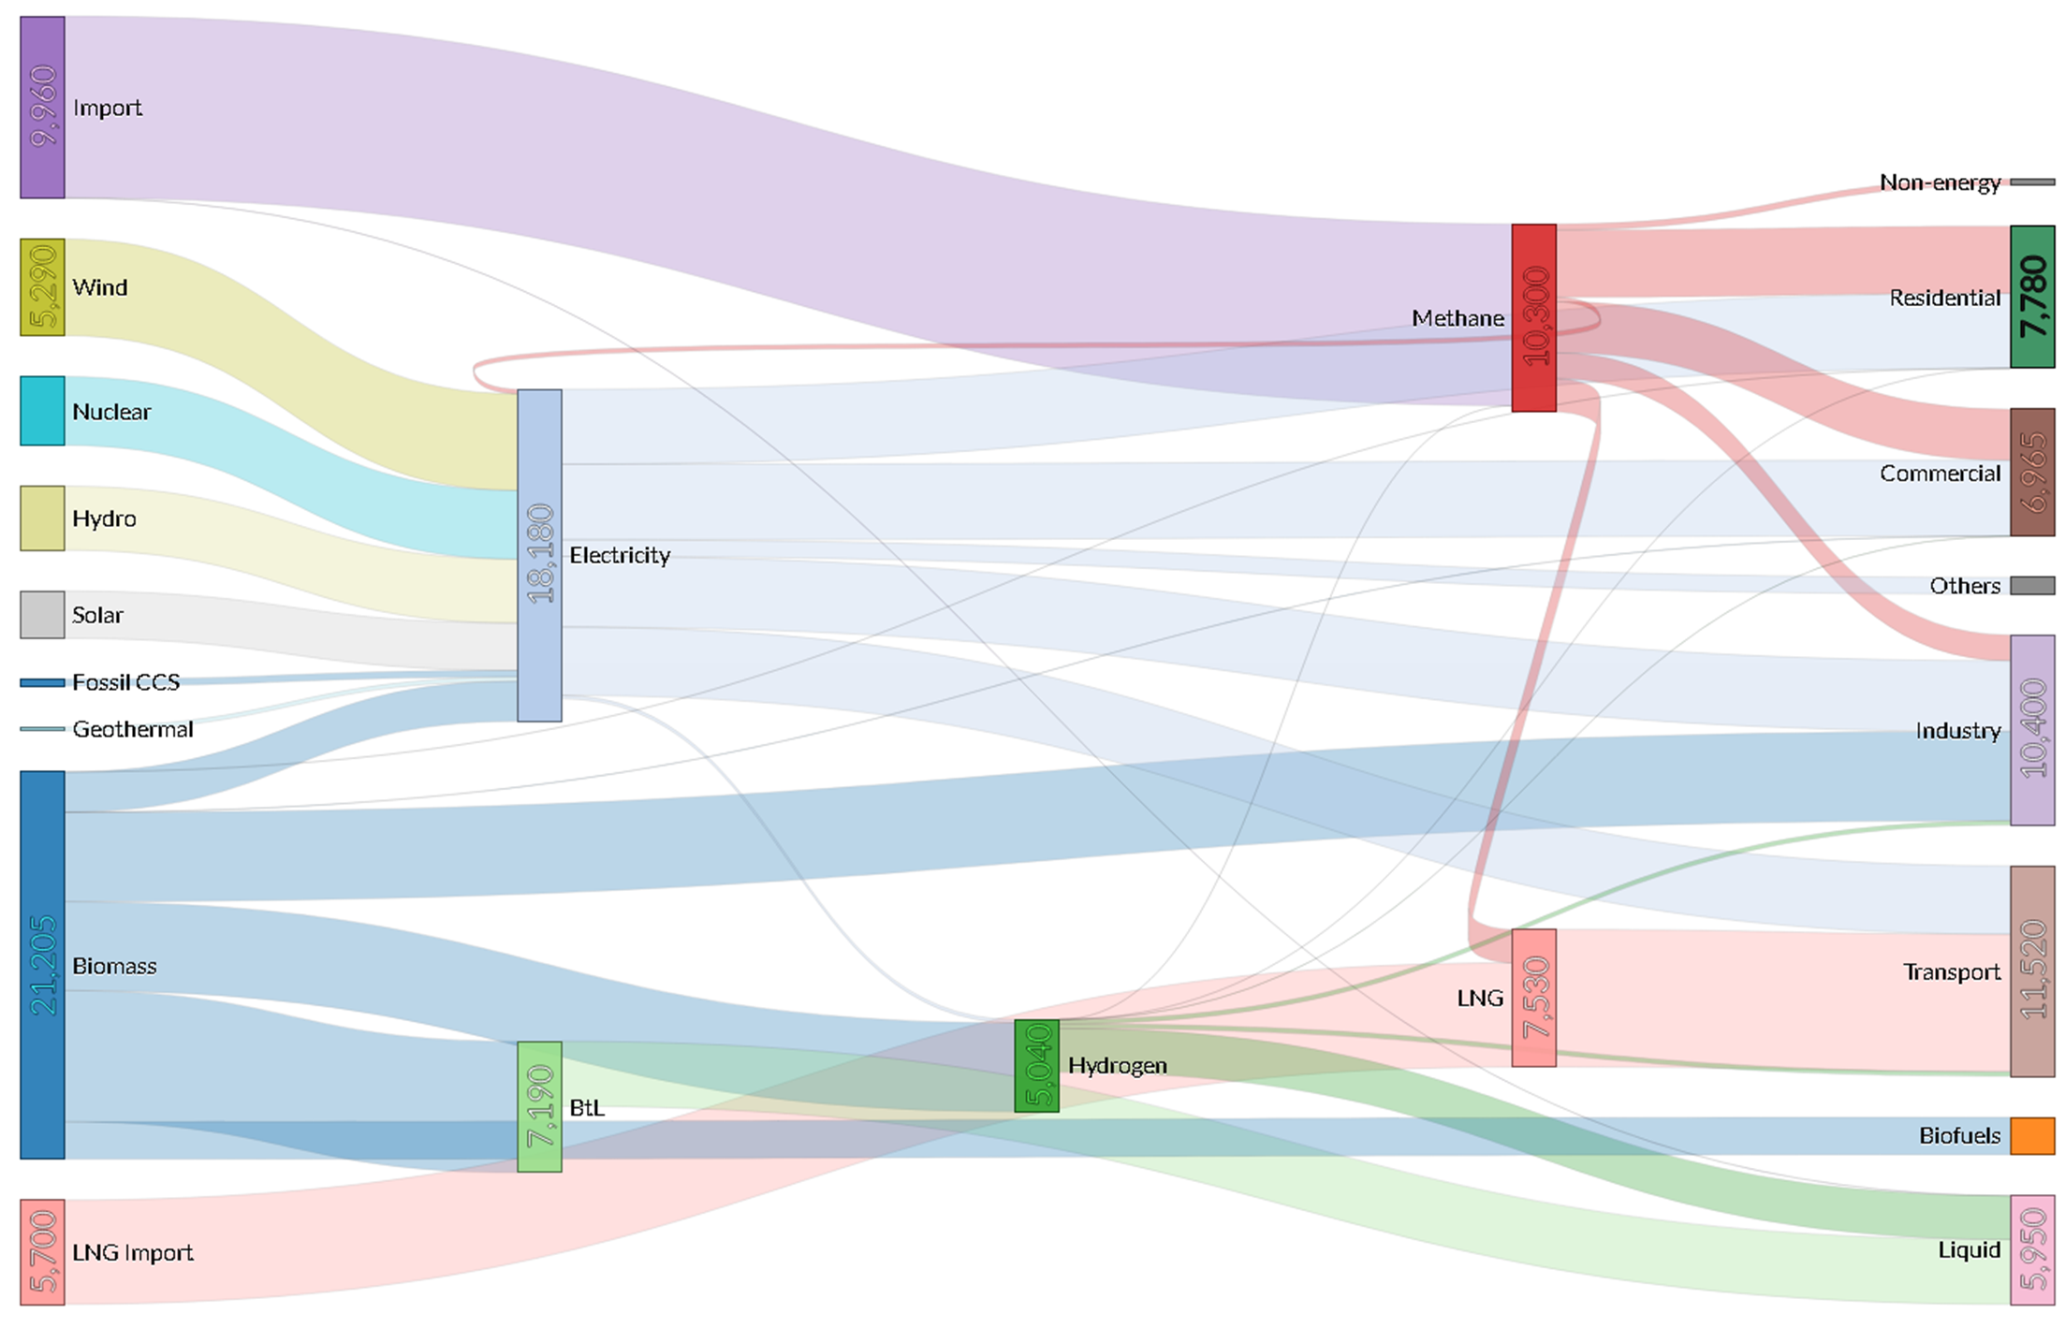 9,960
Import
5,290
Wind
Nuclear
Hydro
Solar
Fossil CCS
Geothermal
21,205
Biomass
5,700
LNG Import
18,180
Electricity
7,190
BtL
5,040
Hydrogen
Methane
10,300
LNG
7,530
Non-energy
Residential
7,780
Commercial
6,965
Others
Industry
10,400
Transport
11,520
Biofuels
Liquid
5,950